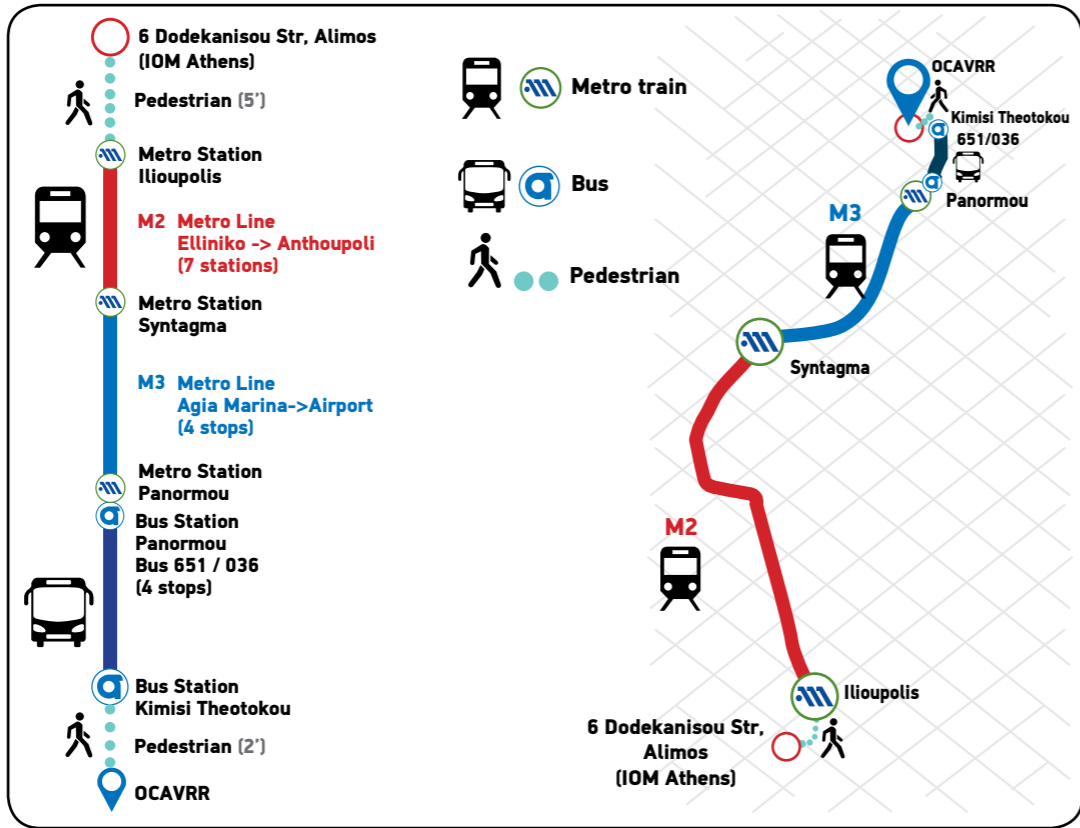 6 Dodekanisou Str, Alimos
(IOM Athens)
Pedestrian (5')
Metro Station
Ilioupolis
M2 Metro Line
Elliniko -> Anthoupoli
(7 stations)
Metro Station
Syntagma
M3 Metro Line
Agia Marina->Airport
(4 stops)
Metro Station
Panormou
Bus Station
Panormou
Bus 651 / 036
(4 stops)
Bus Station
Kimisi Theotokou
Pedestrian (2')
OCAVRR
Metro train
Bus
Pedestrian
OCAVRR
Kimisi Theotokou
651/036
Panormou
M3
Syntagma
M2
Ilioupolis
6 Dodekanisou Str,
Alimos
(IOM Athens)